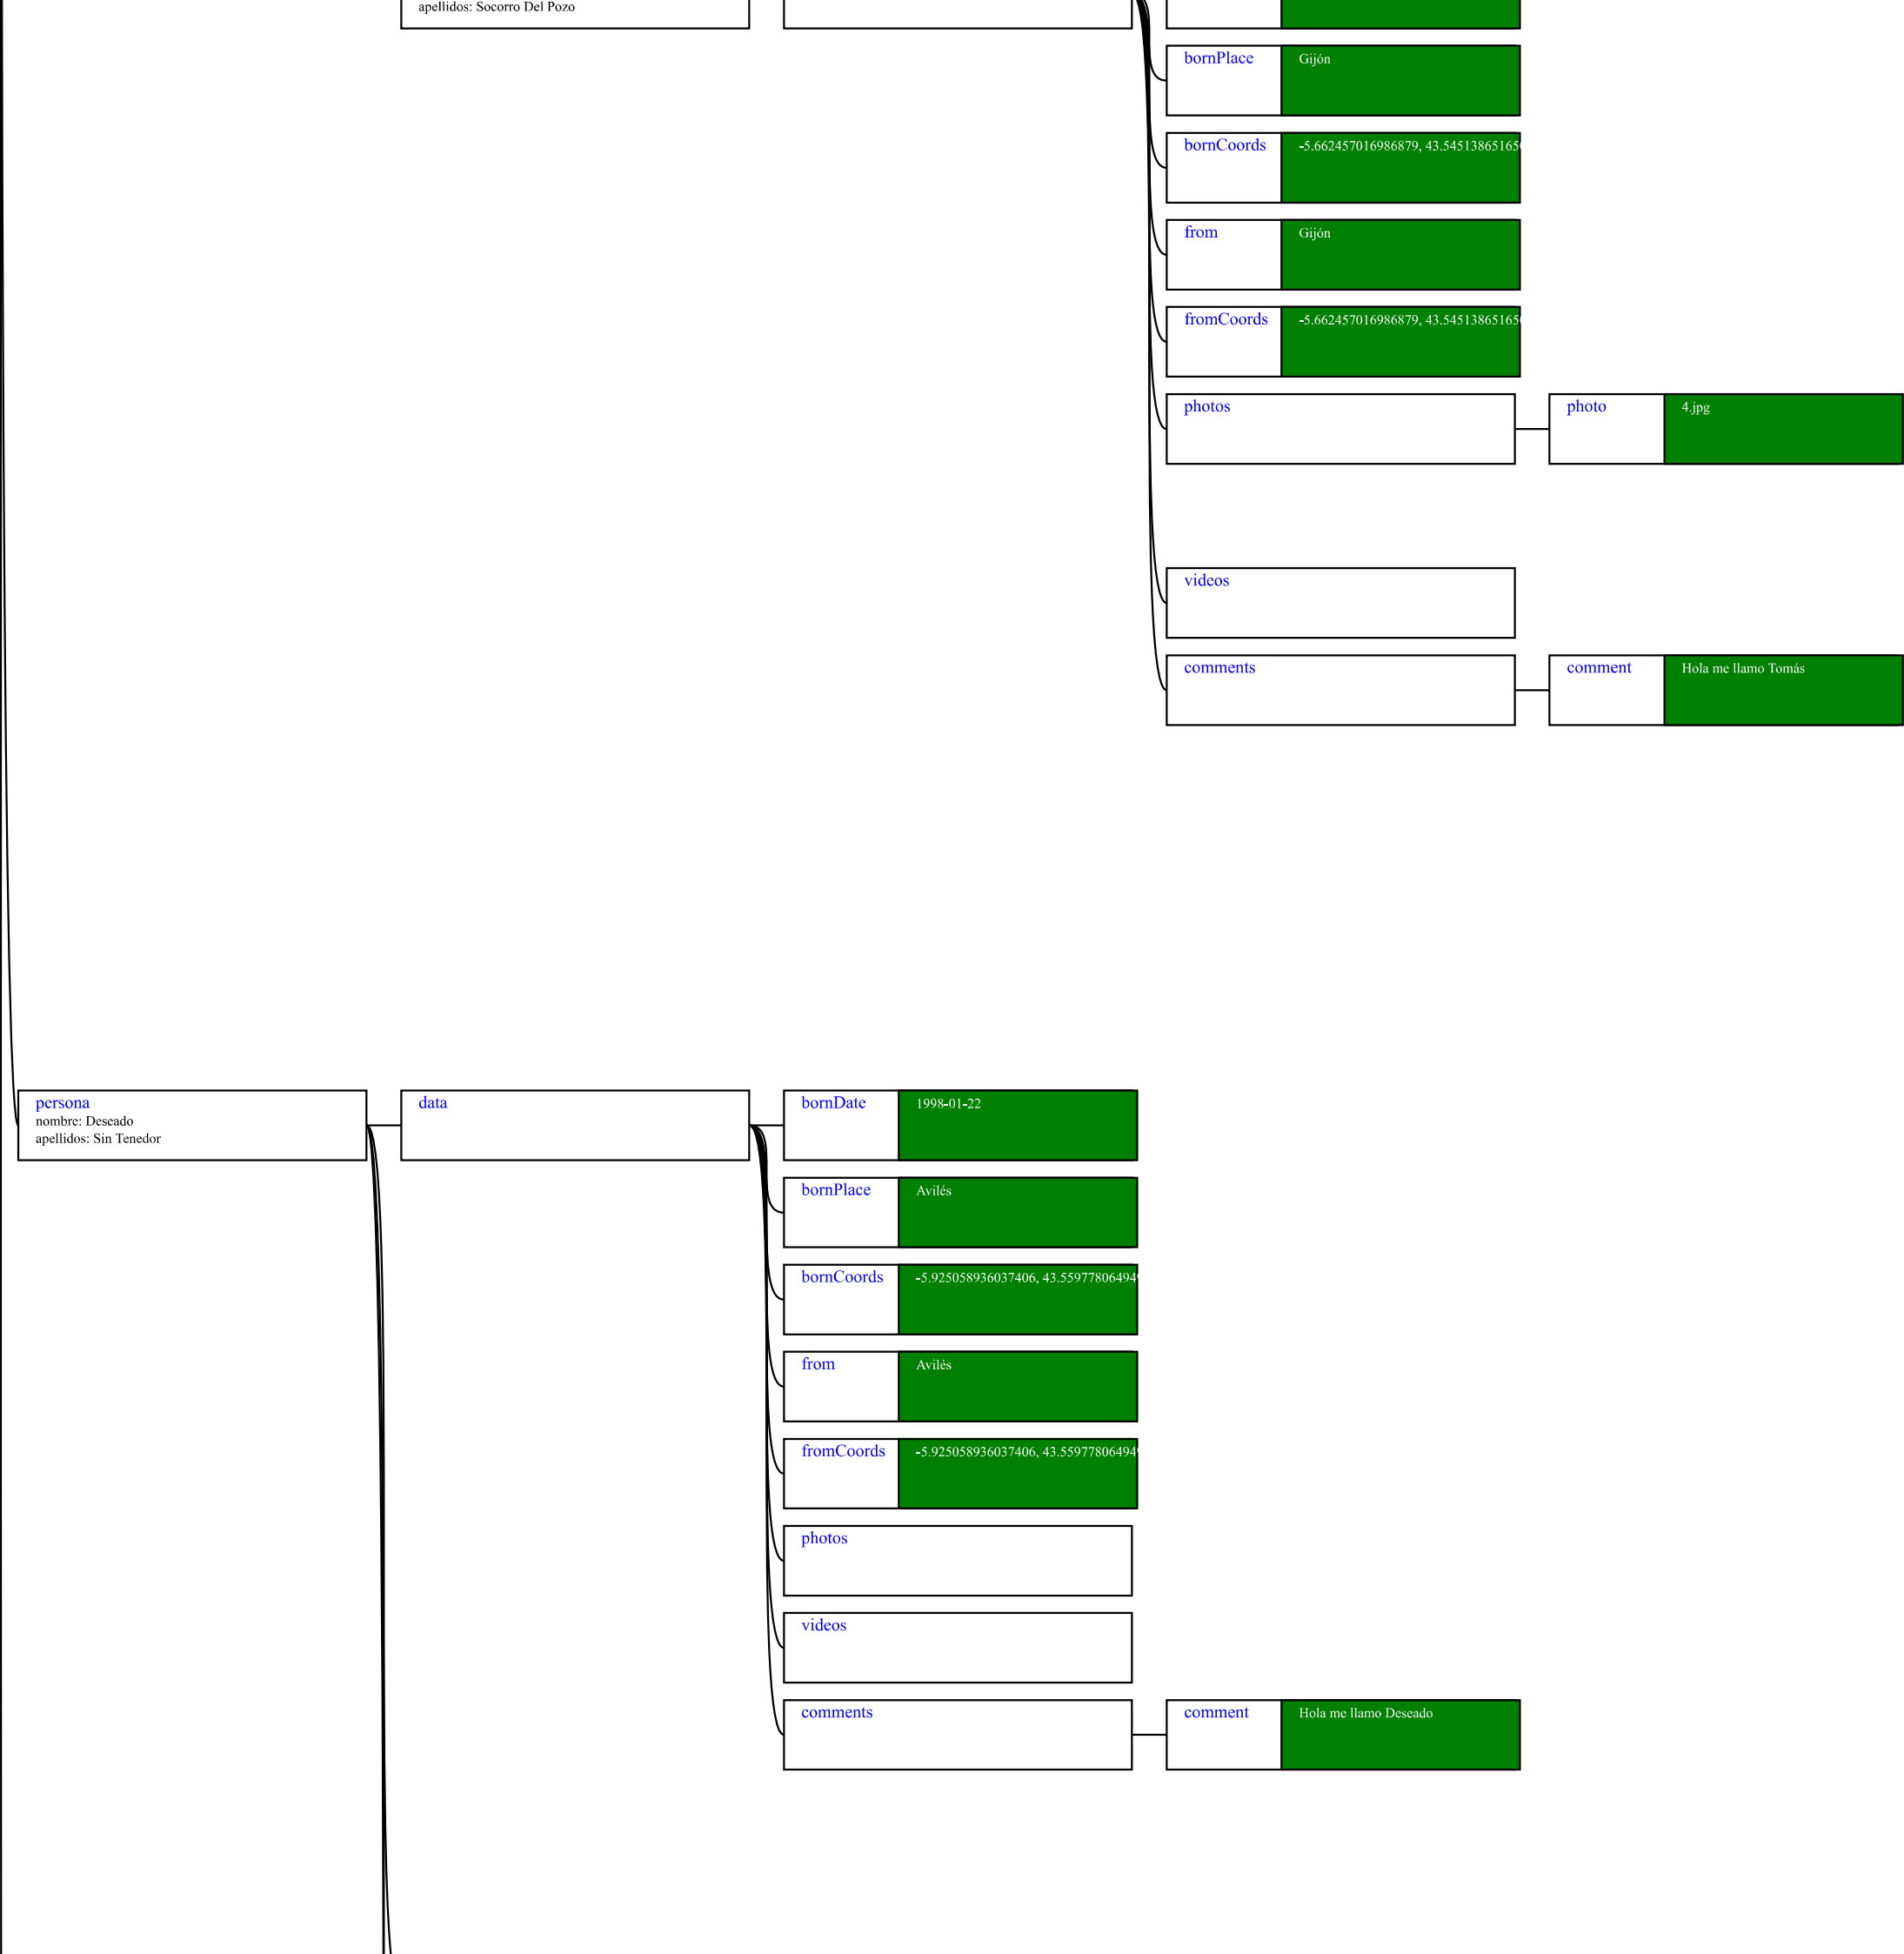 apellidos: Socorro Del Pozo
bornPlace Gijón
bornCoords -5.662457016986879, 43.54513865165
from Gijón
fromCoords -5.662457016986879, 43.54513865165
photos photo 4.jpg
videos
comments comment Hola me llamo Tomás
persona
nombre: Deseado
apellidos: Sin Tenedor
data
bornDate 1998-01-22
bornPlace Avilés
bornCoords -5.925058936037406, 43.55977806494
from Avilés
fromCoords -5.925058936037406, 43.55977806494
photos
videos
comments comment Hola me llamo Deseado